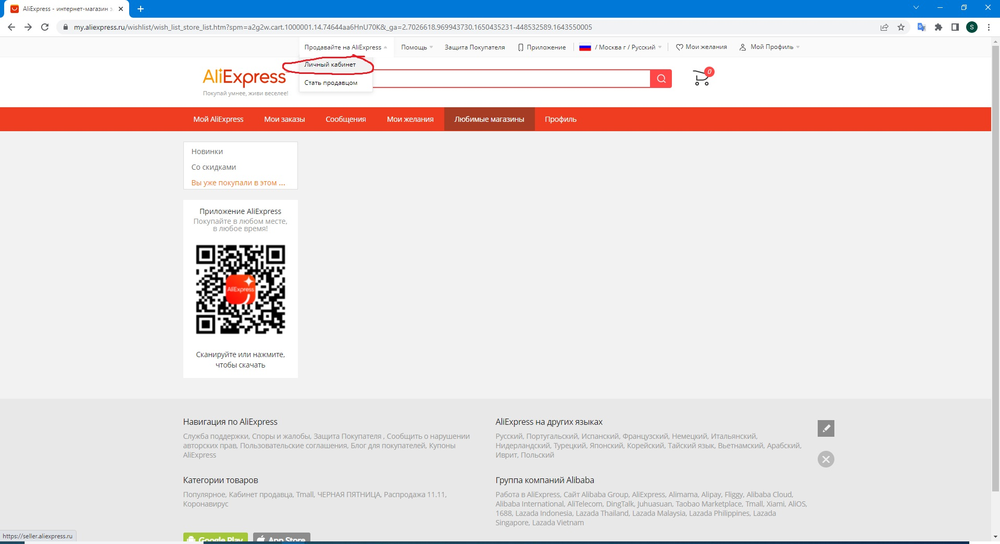 AliExpress - интернет-магазин э
my.aliexpress.ru/wishlist/wish_list_store_list.htm?spm=a2g2w.cart.1000001.14.74644aa6HnU70K&_ga=2.7026618.969943730.1650435231-448532589.1643550005
S
Продавайте на AliExpress
Помощь
Защита Покупателя
Приложение
/ Москва г / Русский
Мои желания
Мой Профиль
Личный кабинет
Стать продавцом
AliExpress
Покупай умнее, живи веселее!
0
Мой AliExpress
Мои заказы
Сообщения
Мои желания
Любимые магазины
Профиль
Новинки
Со скидками
Вы уже покупали в этом ...
Приложение AliExpress
Покупайте в любом месте,
в любое время!
AliExpress
Сканируйте или нажмите,
чтобы скачать
Навигация по AliExpress
Служба поддержки, Споры и жалобы, Защита Покупателя , Сообщить о нарушении
авторских прав, Пользовательские соглашения, Блог для покупателей, Купоны
AliExpress
AliExpress на других языках
Русский, Португальский, Испанский, Французский, Немецкий, Итальянский,
Нидерландский, Турецкий, Японский, Корейский, Тайский язык, Вьетнамский, Арабский,
Иврит, Польский
Категории товаров
Популярное, Кабинет продавца, Tmall, ЧЕРНАЯ ПЯТНИЦА, Распродажа 11.11,
Коронавирус
Группа компаний Alibaba
Работа в AliExpress, Сайт Alibaba Group, AliExpress, Alimama, Alipay, Fliggy, Alibaba Cloud,
Alibaba International, AliTelecom, DingTalk, Juhuasuan, Taobao Marketplace, Tmall, Xiami, AliOS,
1688, Lazada Indonesia, Lazada Thailand, Lazada Malaysia, Lazada Philippines, Lazada
Singapore, Lazada Vietnam
Google Play
App Store
https://seller.aliexpress.ru